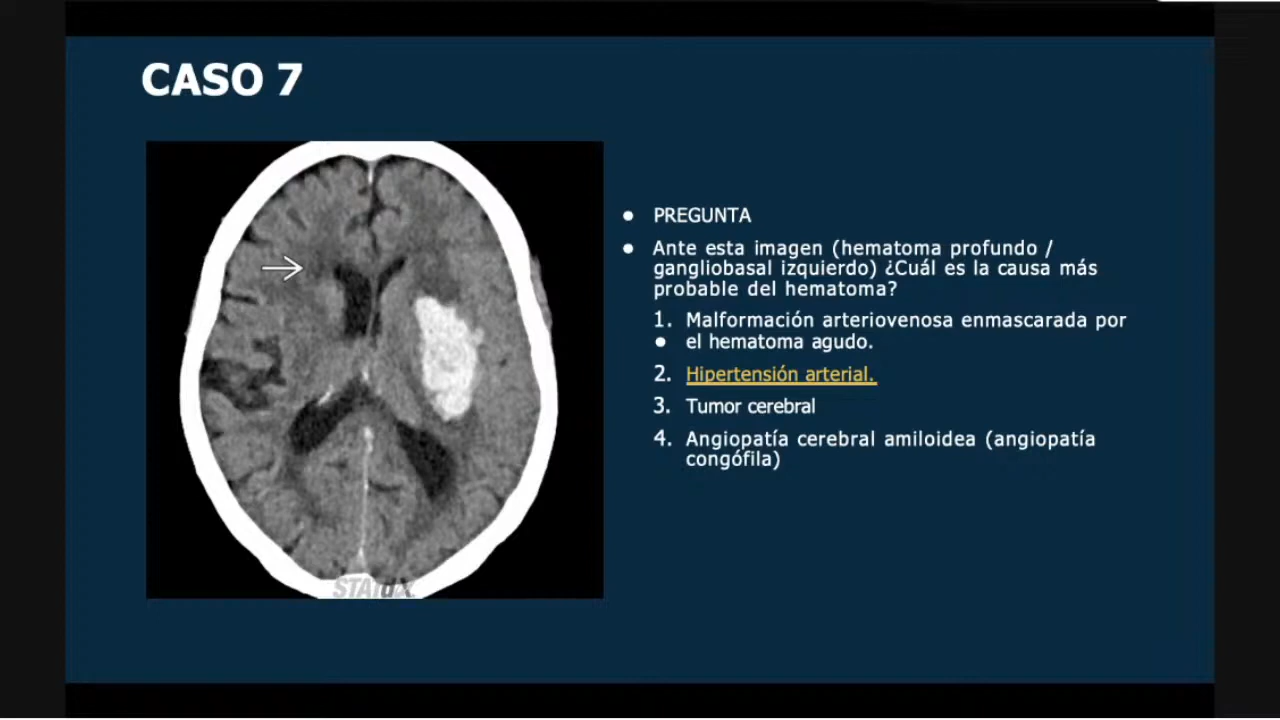 CASO 7
● PREGUNTA
● Ante esta imagen (hematoma profundo /
gangliobasal izquierdo) ¿Cuál es la causa más
probable del hematoma?
1. Malformación arteriovenosa enmascarada por
● el hematoma agudo.
2. Hipertensión arterial.
3. Tumor cerebral
4. Angiopatía cerebral amiloidea (angiopatía
congófila)
STATdx